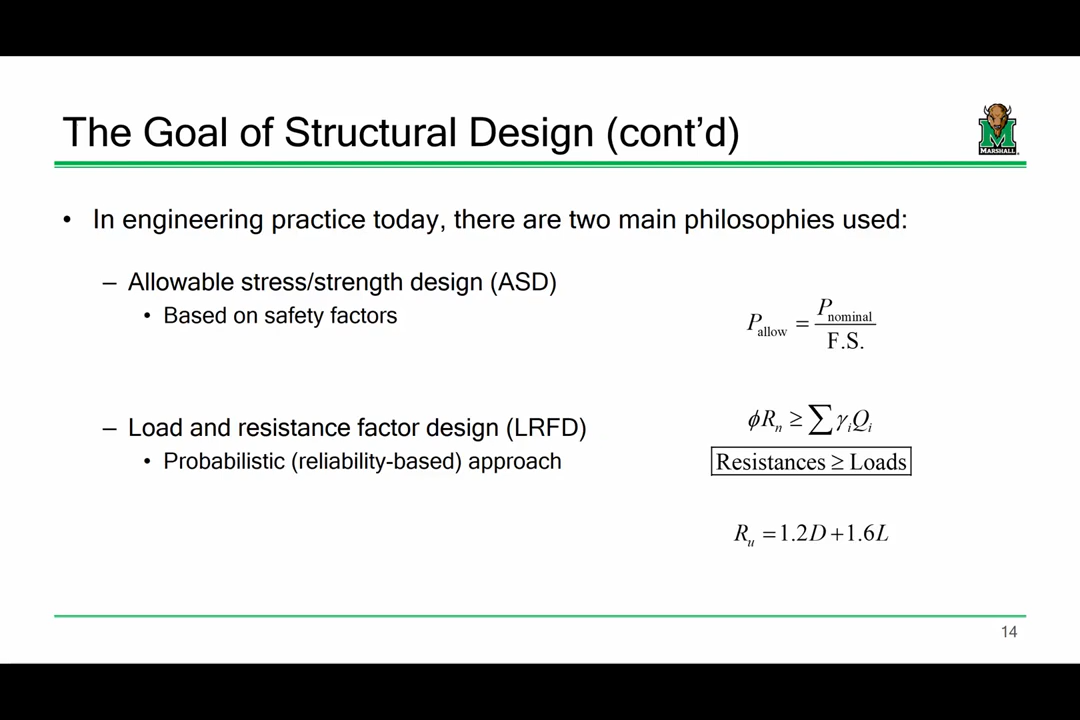 The Goal of Structural Design (cont'd)
MARSHALL
• In engineering practice today, there are two main philosophies used:
– Allowable stress/strength design (ASD)
• Based on safety factors
P_allow = P_nominal / F.S.
– Load and resistance factor design (LRFD)
• Probabilistic (reliability-based) approach
ϕR_n ≥ ∑ γ_i Q_i
Resistances ≥ Loads
R_u = 1.2D + 1.6L
14